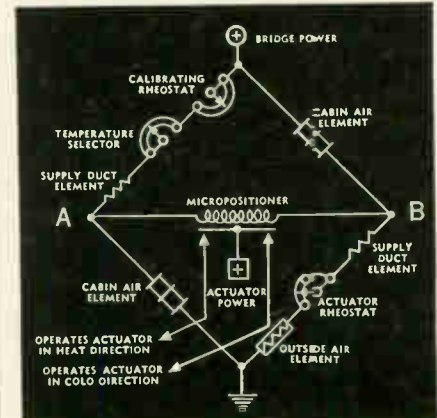 +
BRIDGE POWER
CALIBRATING
RHEOSTAT
CABIN AIR
ELEMENT
TEMPERATURE
SELECTOR
SUPPLY DUCT
ELEMENT
MICROPOSITIONER
A
B
SUPPLY
DUCT
ELEMENT
+
CABIN AIR
ELEMENT
ACTUATOR
POWER
ACTUATOR
RHEOSTAT
OPERATES ACTUATOR
IN HEAT DIRECTION
OUTSIDE AIR
ELEMENT
OPERATES ACTUATOR
IN COLD DIRECTION